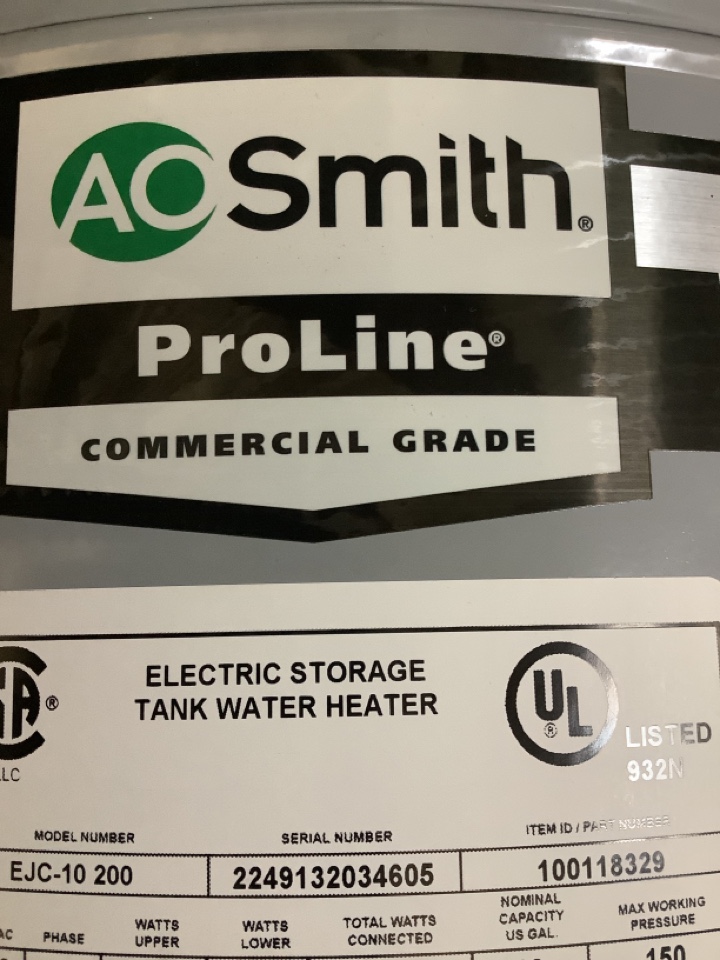 AOSmith®
ProLine®
COMMERCIAL GRADE
ELECTRIC STORAGE
TANK WATER HEATER
®
UL
®
LISTED
932N
MODEL NUMBER
SERIAL NUMBER
ITEM ID / PART NUMBER
EJC-10 200
2249132034605
100118329
PHASE
WATTS
UPPER
WATTS
LOWER
TOTAL WATTS
CONNECTED
NOMINAL
CAPACITY
US GAL.
MAX WORKING
PRESSURE
150